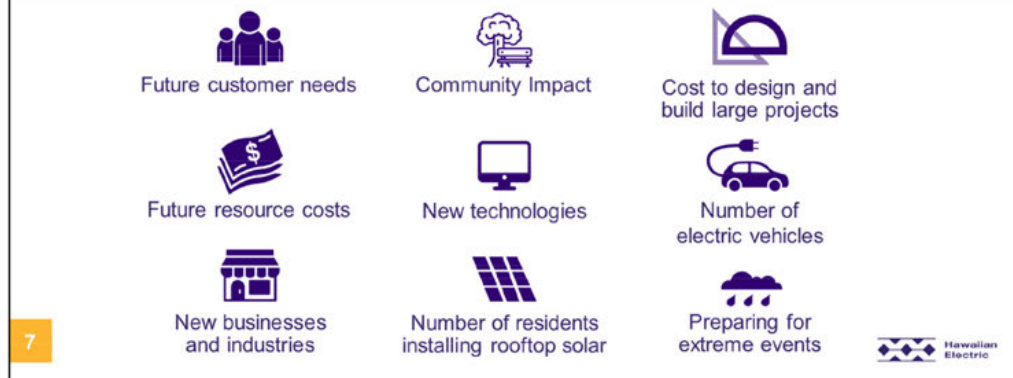 Future customer needs
Community Impact
Cost to design and
build large projects
$
Future resource costs
New technologies
Number of
electric vehicles
New businesses
and industries
Number of residents
installing rooftop solar
Preparing for
extreme events
7
Hawaiian
Electric